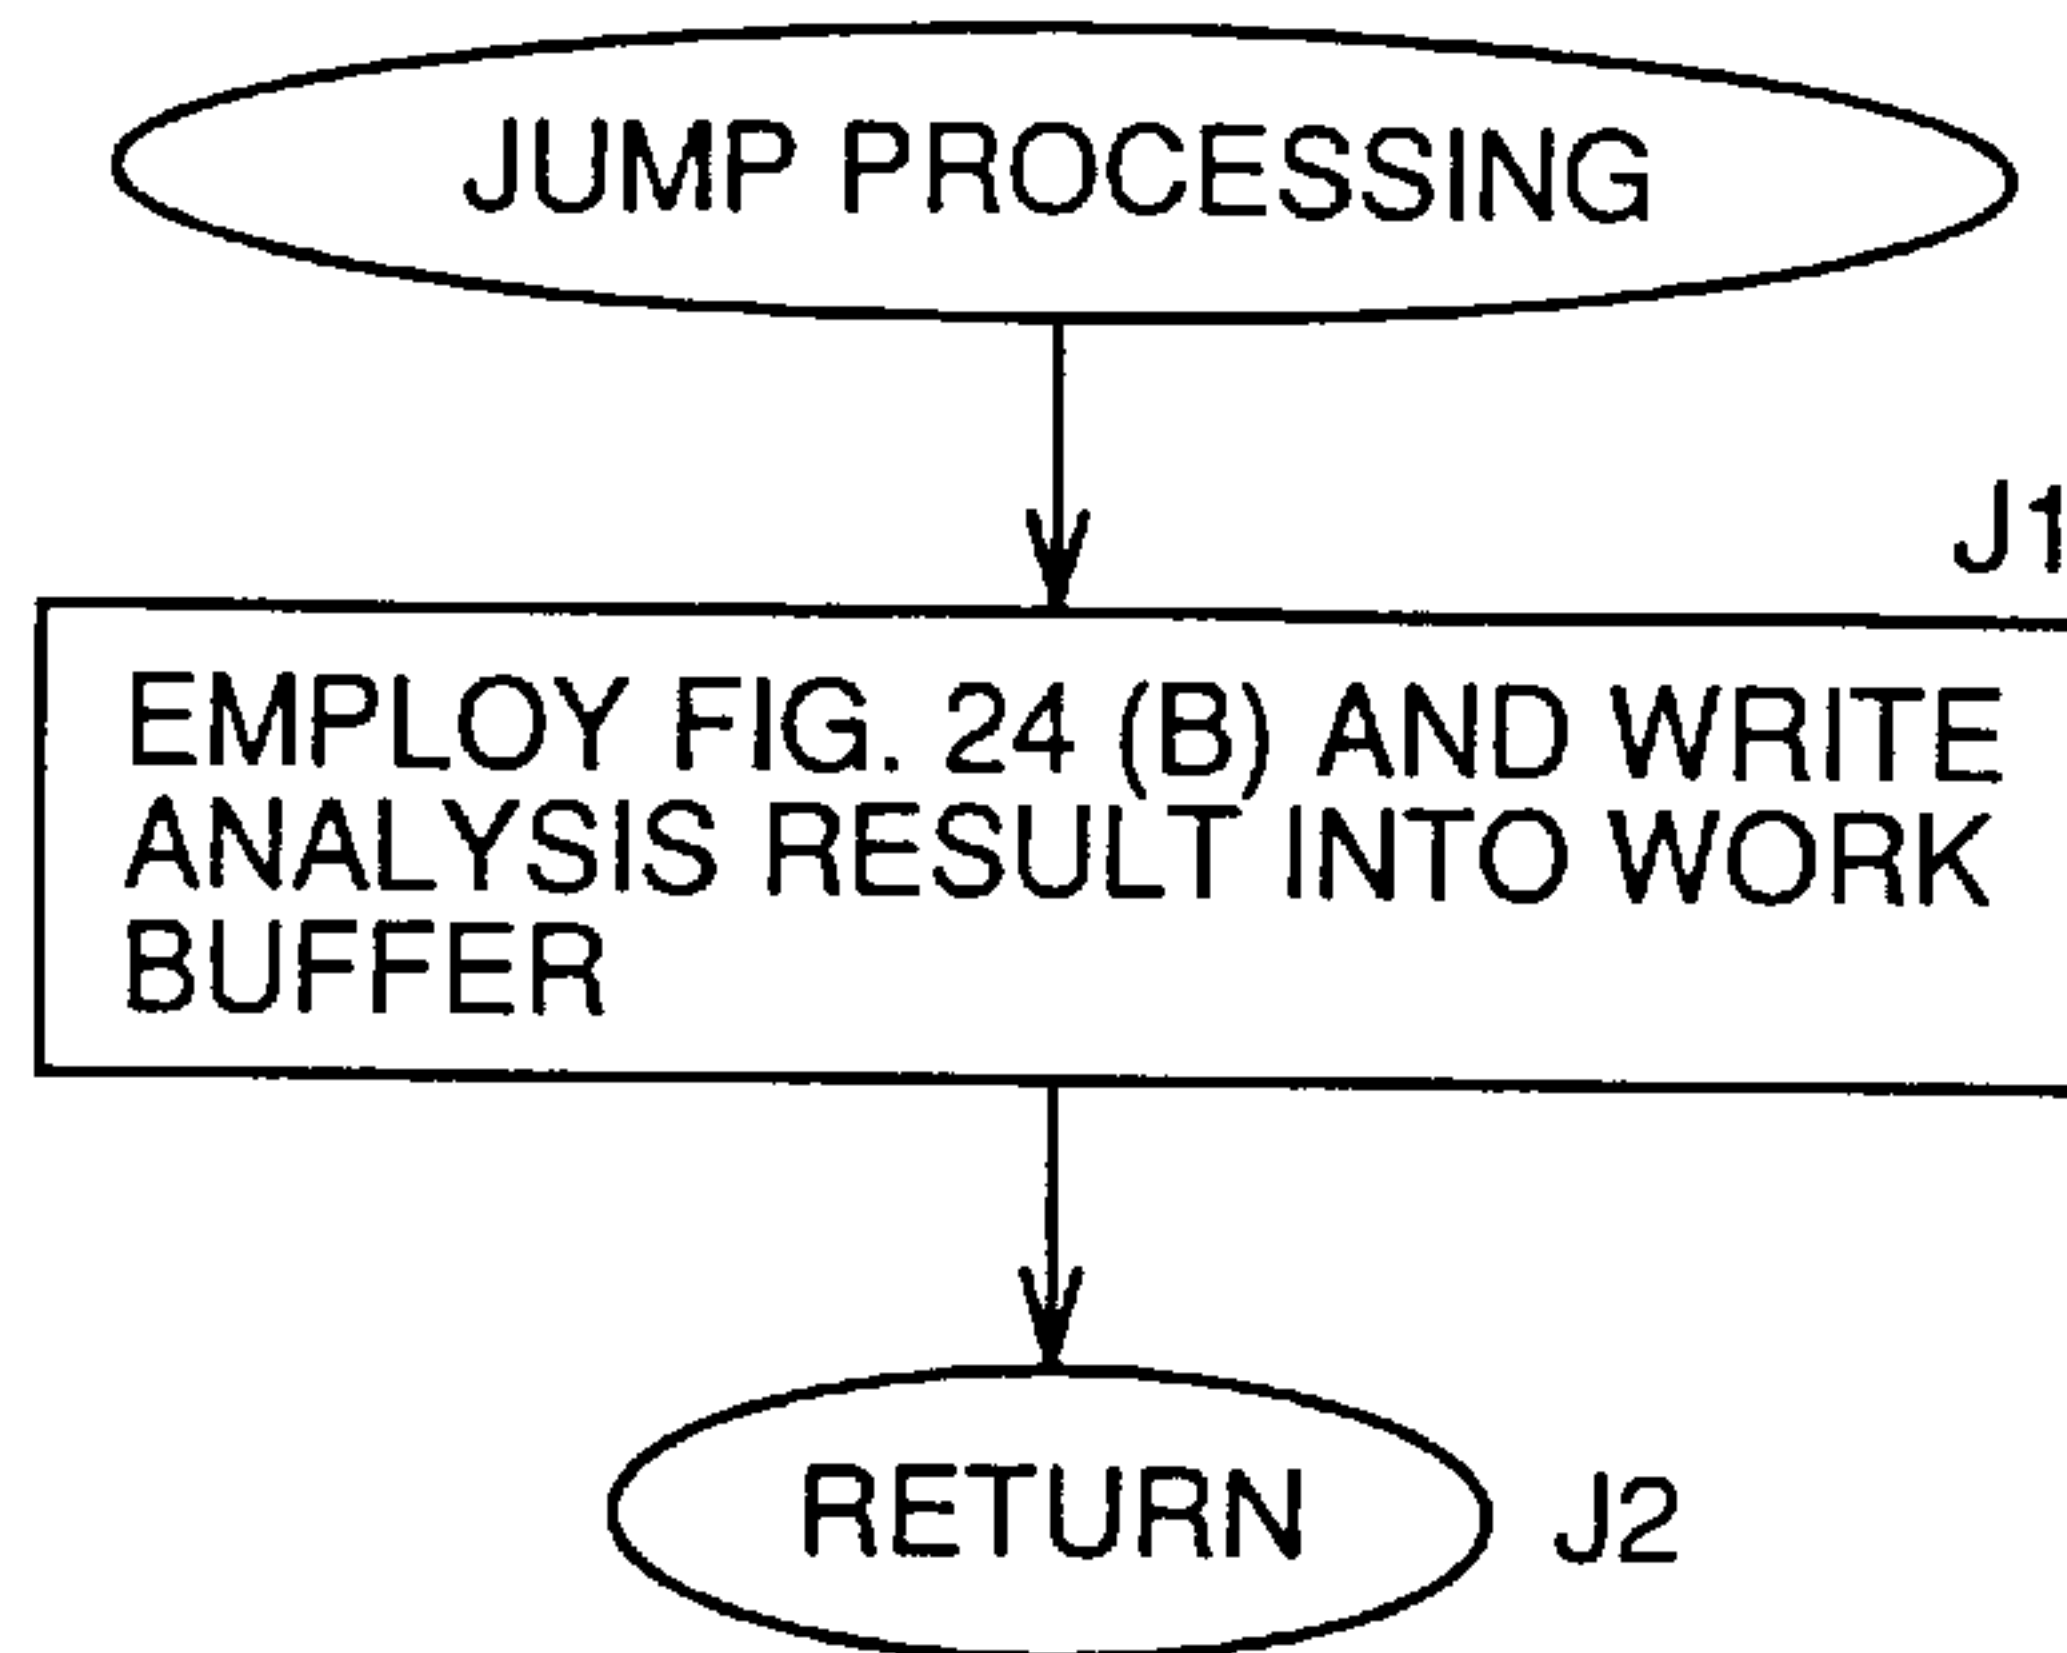 JUMP PROCESSING
J1
EMPLOY FIG. 24 (B) AND WRITE
ANALYSIS RESULT INTO WORK
BUFFER
RETURN
J2